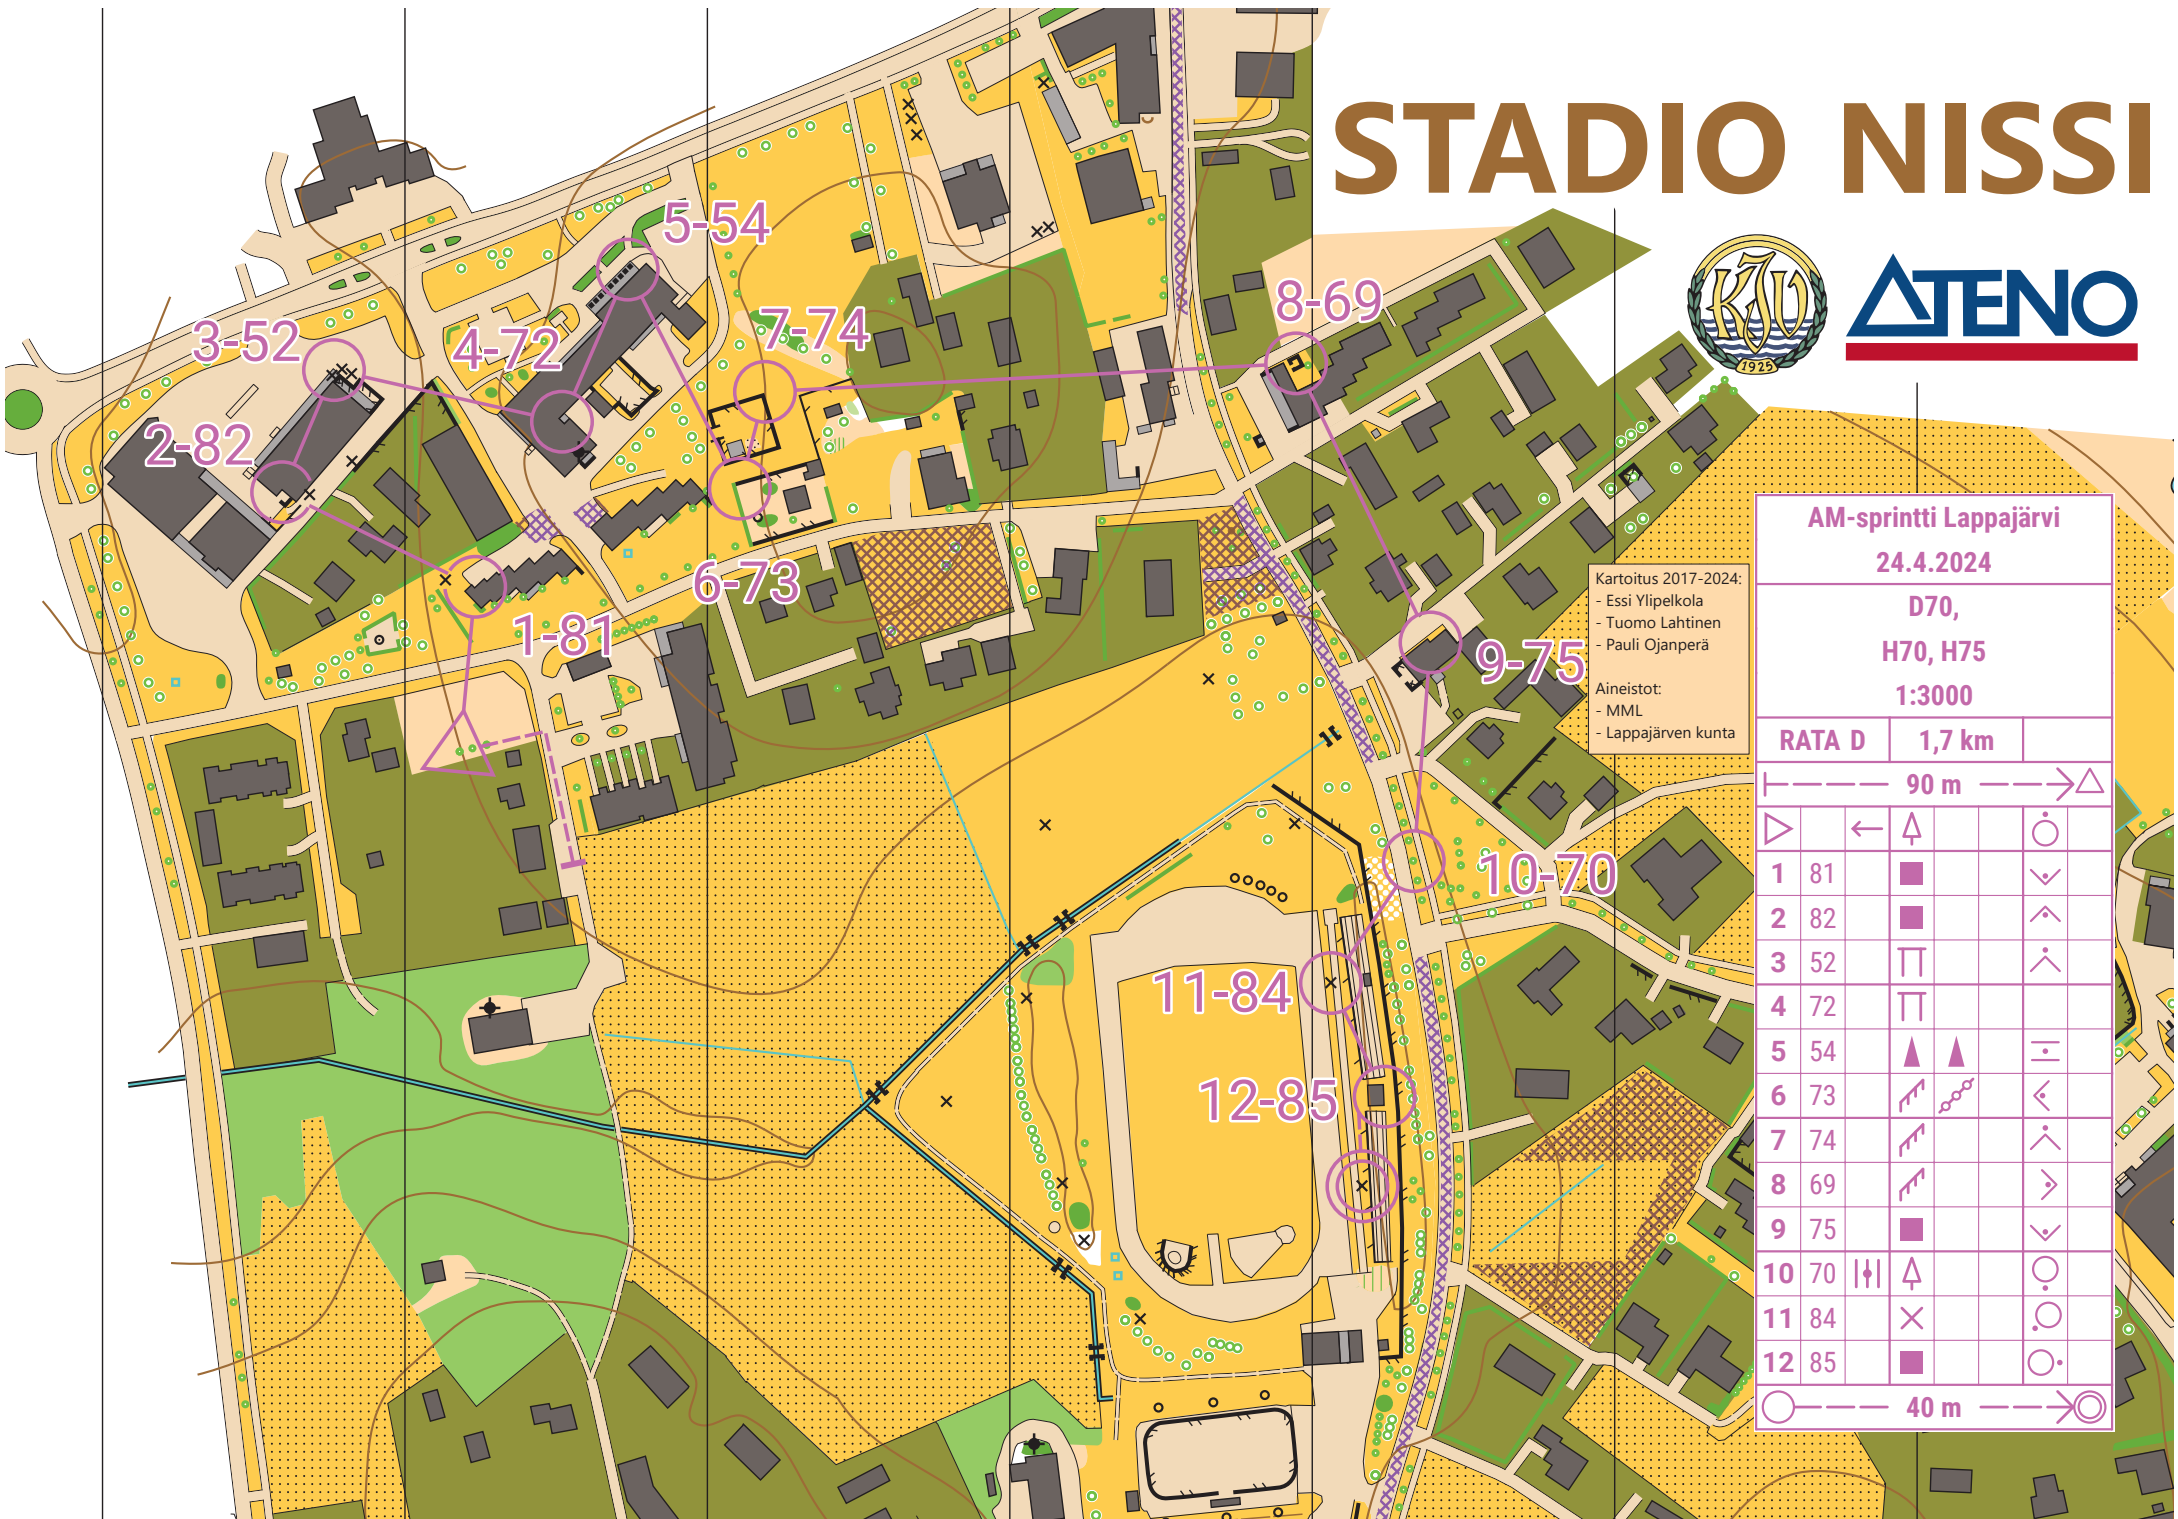 STADIO NISSI
KJV
1925
ATENO
5-54
3-52
4-72
7-74
8-69
2-82
6-73
1-81
9-75
10-70
11-84
12-85
Kartoitus 2017-2024:
- Essi Ylipelkola
- Tuomo Lahtinen
- Pauli Ojanperä
Aineistot:
- MML
- Lappajärven kunta
AM-sprintti Lappajärvi
24.4.2024
D70,
H70, H75
1:3000
RATA D 1,7 km
90 m
1 81
2 82
3 52
4 72
5 54
6 73
7 74
8 69
9 75
10 70
11 84
12 85
40 m